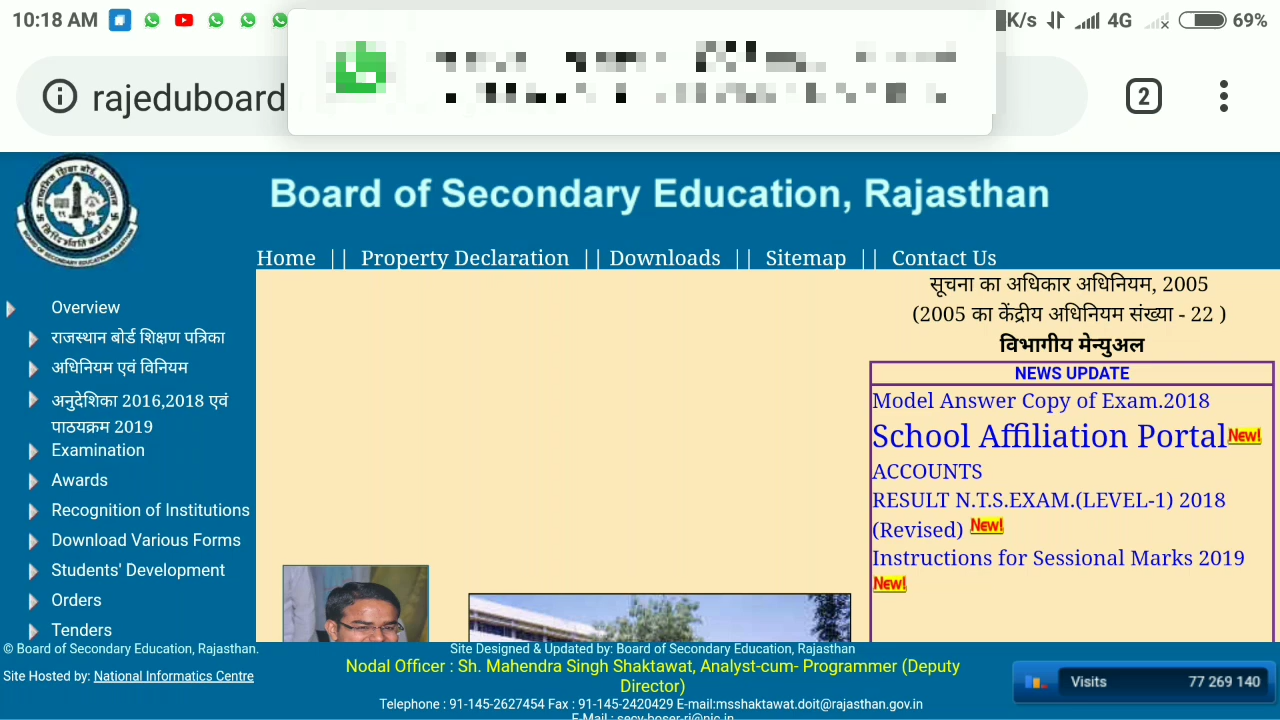 10:18 AM
K/s 4G 69%
rajeduboard
2
Board of Secondary Education, Rajasthan
Home || Property Declaration || Downloads || Sitemap || Contact Us
Overview
राजस्थान बोर्ड शिक्षण पत्रिका
अधिनियम एवं विनियम
अनुदेशिका 2016,2018 एवं
पाठयक्रम 2019
Examination
Awards
Recognition of Institutions
Download Various Forms
Students' Development
Orders
Tenders
सूचना का अधिकार अधिनियम, 2005
(2005 का केंद्रीय अधिनियम संख्या - 22 )
विभागीय मेन्युअल
NEWS UPDATE
Model Answer Copy of Exam.2018
School Affiliation Portal New!
ACCOUNTS
RESULT N.T.S.EXAM.(LEVEL-1) 2018
(Revised) New!
Instructions for Sessional Marks 2019
New!
© Board of Secondary Education, Rajasthan.
Site Hosted by: National Informatics Centre
Site Designed & Updated by: Board of Secondary Education, Rajasthan
Nodal Officer : Sh. Mahendra Singh Shaktawat, Analyst-cum- Programmer (Deputy
Director)
Telephone : 91-145-2627454 Fax : 91-145-2420429 E-mail:msshaktawat.doit@rajasthan.gov.in
E-Mail : secy-boser-rj@nic.in
Visits 77 269 140